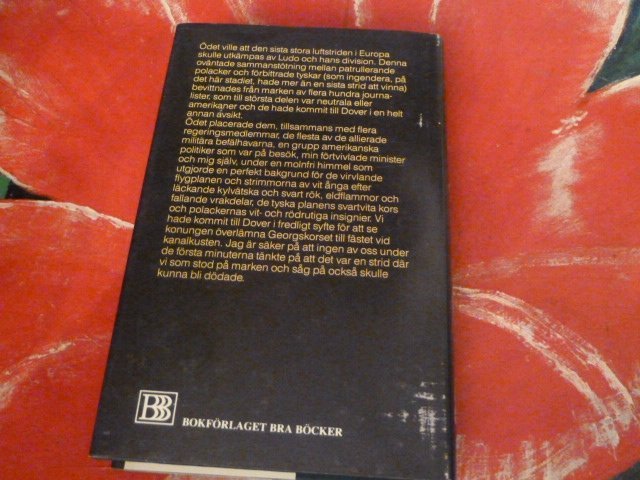 Ödet ville att den sista stora luftstriden i Europa
skulle utkämpas av Ludo och hans division. Denna
oväntade sammanstötning mellan patrullerande
polacker och förbittrade tyskar (som ingendera, på
det här stadiet, hade mer än en sista strid att vinna)
bevittnades från marken av flera hundra journa-
lister, som till största delen var neutrala eller
amerikaner och de hade kommit till Dover i en helt
annan avsikt.
Ödet placerade dem, tillsammans med flera
regeringsmedlemmar, de flesta av de allierade
militära befälhavarna, en grupp amerikanska
politiker som var på besök, min förtvivlade minister
och mig själv, under en molnfri himmel som
utgjorde en perfekt bakgrund för de virvlande
flygplanen och strimmorna av vit ånga efter
läckande kylvätska och svart rök, eldflammor och
fallande vrakdelar, de tyska planens svartvita kors
och polackernas vit- och rödrutiga insignier. Vi
hade kommit till Dover i fredligt syfte för att se
konungen överlämna Georgskorset till fästet vid
kanalkusten. Jag är säker på att ingen av oss under
de första minuterna tänkte på att det var en strid där
vi som stod på marken och såg på också skulle
kunna bli dödade.
BBB
BOKFÖRLAGET BRA BÖCKER